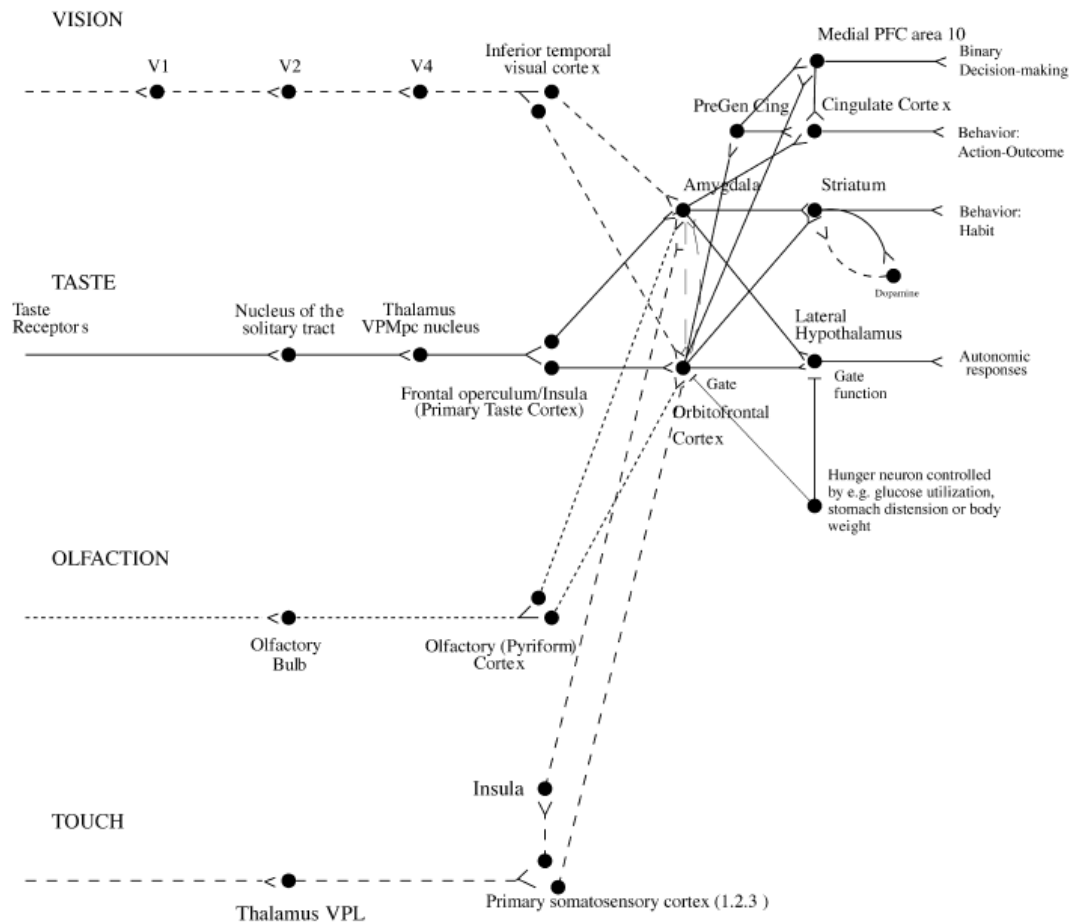 VISION
V1
V2
V4
Inferior temporal
visual cortex
Medial PFC area 10
Binary
Decision-making
PreGen Cing
Cingulate Cortex
Behavior:
Action-Outcome
Amygdala
Striatum
Behavior:
Habit
Dopamine
TASTE
Taste
Receptors
Nucleus of the
solitary tract
Thalamus
VPMpc nucleus
Frontal operculum/Insula
(Primary Taste Cortex)
Gate
Orbitofrontal
Cortex
Lateral
Hypothalamus
Gate
function
Autonomic
responses
Hunger neuron controlled
by e.g. glucose utilization,
stomach distension or body
weight
OLFACTION
Olfactory
Bulb
Olfactory (Pyriform)
Cortex
TOUCH
Insula
Thalamus VPL
Primary somatosensory cortex (1.2.3 )